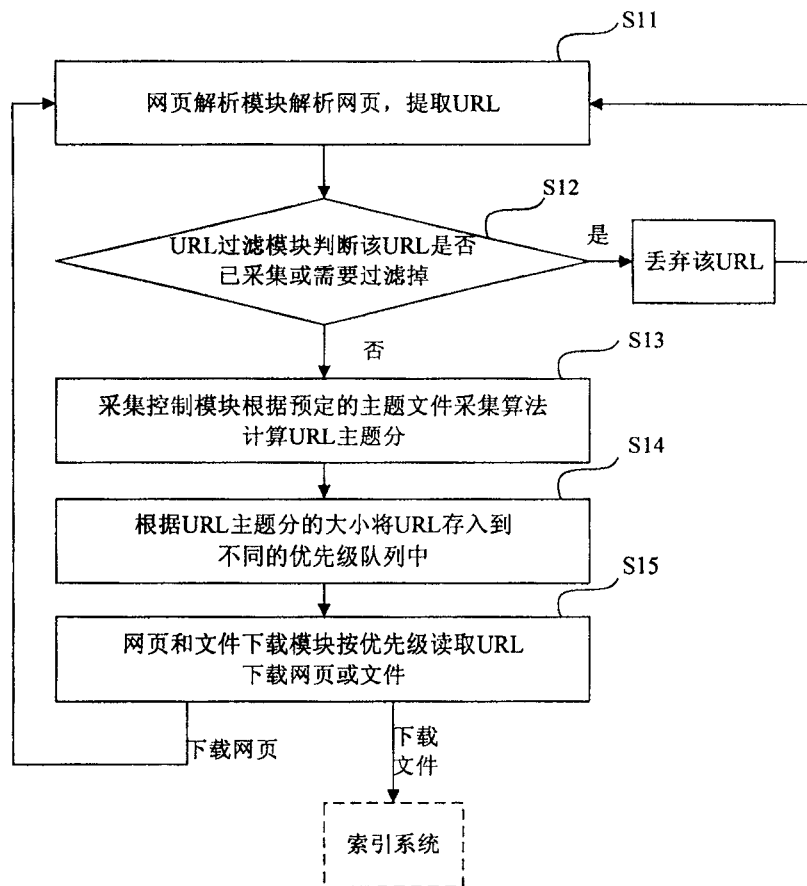 S11
网页解析模块解析网页，提取URL
S12
URL过滤模块判断该URL是否
已采集或需要过滤掉
是
丢弃该URL
否
S13
采集控制模块根据预定的主题文件采集算法
计算URL主题分
S14
根据URL主题分的大小将URL存入到
不同的优先级队列中
S15
网页和文件下载模块按优先级读取URL
下载网页或文件
下载网页
下载
文件
索引系统